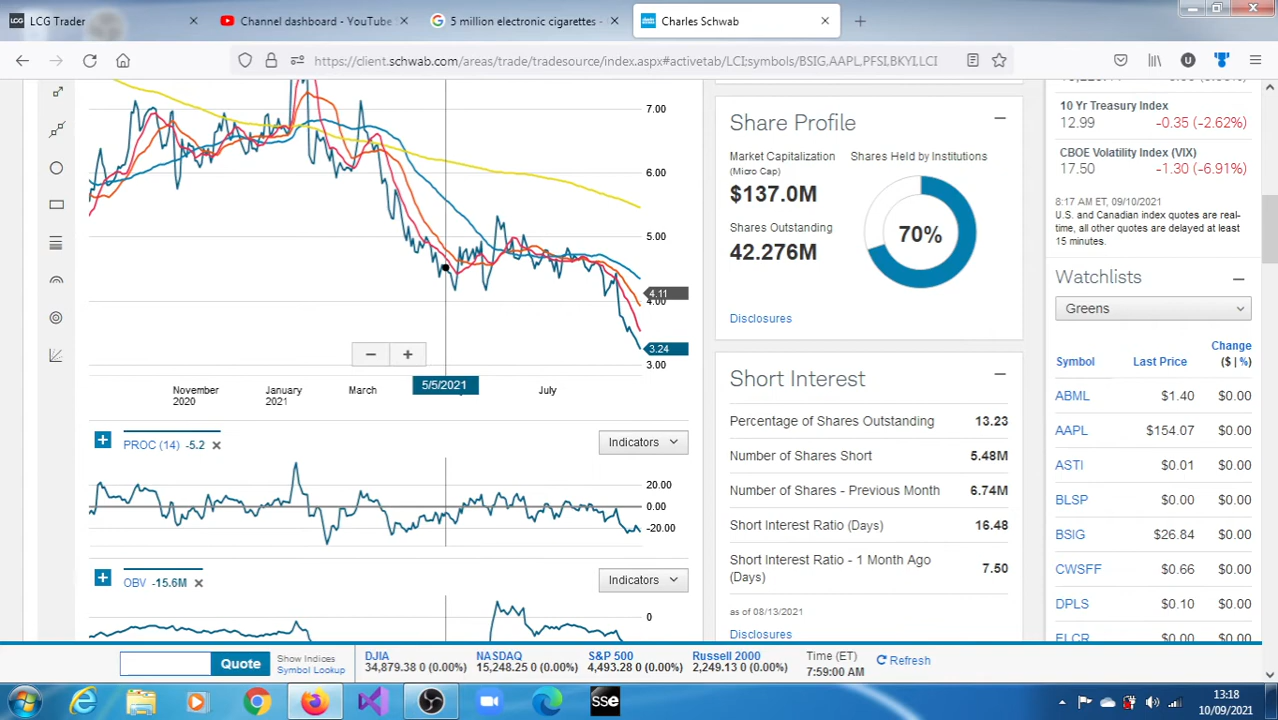 LCG Trader
Channel dashboard - YouTube
5 million electronic cigarettes -
Charles Schwab
https://client.schwab.com/areas/trade/tradesource/index.aspx#activetab/LCI:symbols/BSIG,AAPL,PFSI,BKYI,LCI
7.00
6.00
5.00
4.11
4.00
3.24
3.00
5/5/2021
November 2020
January 2021
March
July
PROC (14) -5.2
Indicators
20.00
0.00
-20.00
OBV -15.6M
Indicators
0
Share Profile
Market Capitalization
(Micro Cap)
$137.0M
Shares Outstanding
42.276M
Shares Held by Institutions
70%
Disclosures
Short Interest
Percentage of Shares Outstanding 13.23
Number of Shares Short 5.48M
Number of Shares - Previous Month 6.74M
Short Interest Ratio (Days) 16.48
Short Interest Ratio - 1 Month Ago (Days) 7.50
as of 08/13/2021
Disclosures
10 Yr Treasury Index
12.99 -0.35 (-2.62%)
CBOE Volatility Index (VIX)
17.50 -1.30 (-6.91%)
8:17 AM ET, 09/10/2021
U.S. and Canadian index quotes are real-
time, all other quotes are delayed at least
15 minutes.
Watchlists
Greens
Symbol Last Price Change ($ | %)
ABML $1.40 $0.00
AAPL $154.07 $0.00
ASTI $0.01 $0.00
BLSP $0.00 $0.00
BSIG $26.84 $0.00
CWSFF $0.66 $0.00
DPLS $0.10 $0.00
FLCR $0.00 $0.00
Quote
Show Indices
Symbol Lookup
DJIA
34,879.38 0 (0.00%)
NASDAQ
15,248.25 0 (0.00%)
S&P 500
4,493.28 0 (0.00%)
Russell 2000
2,249.13 0 (0.00%)
Time (ET)
7:59:00 AM
Refresh
SSE
13:18
10/09/2021